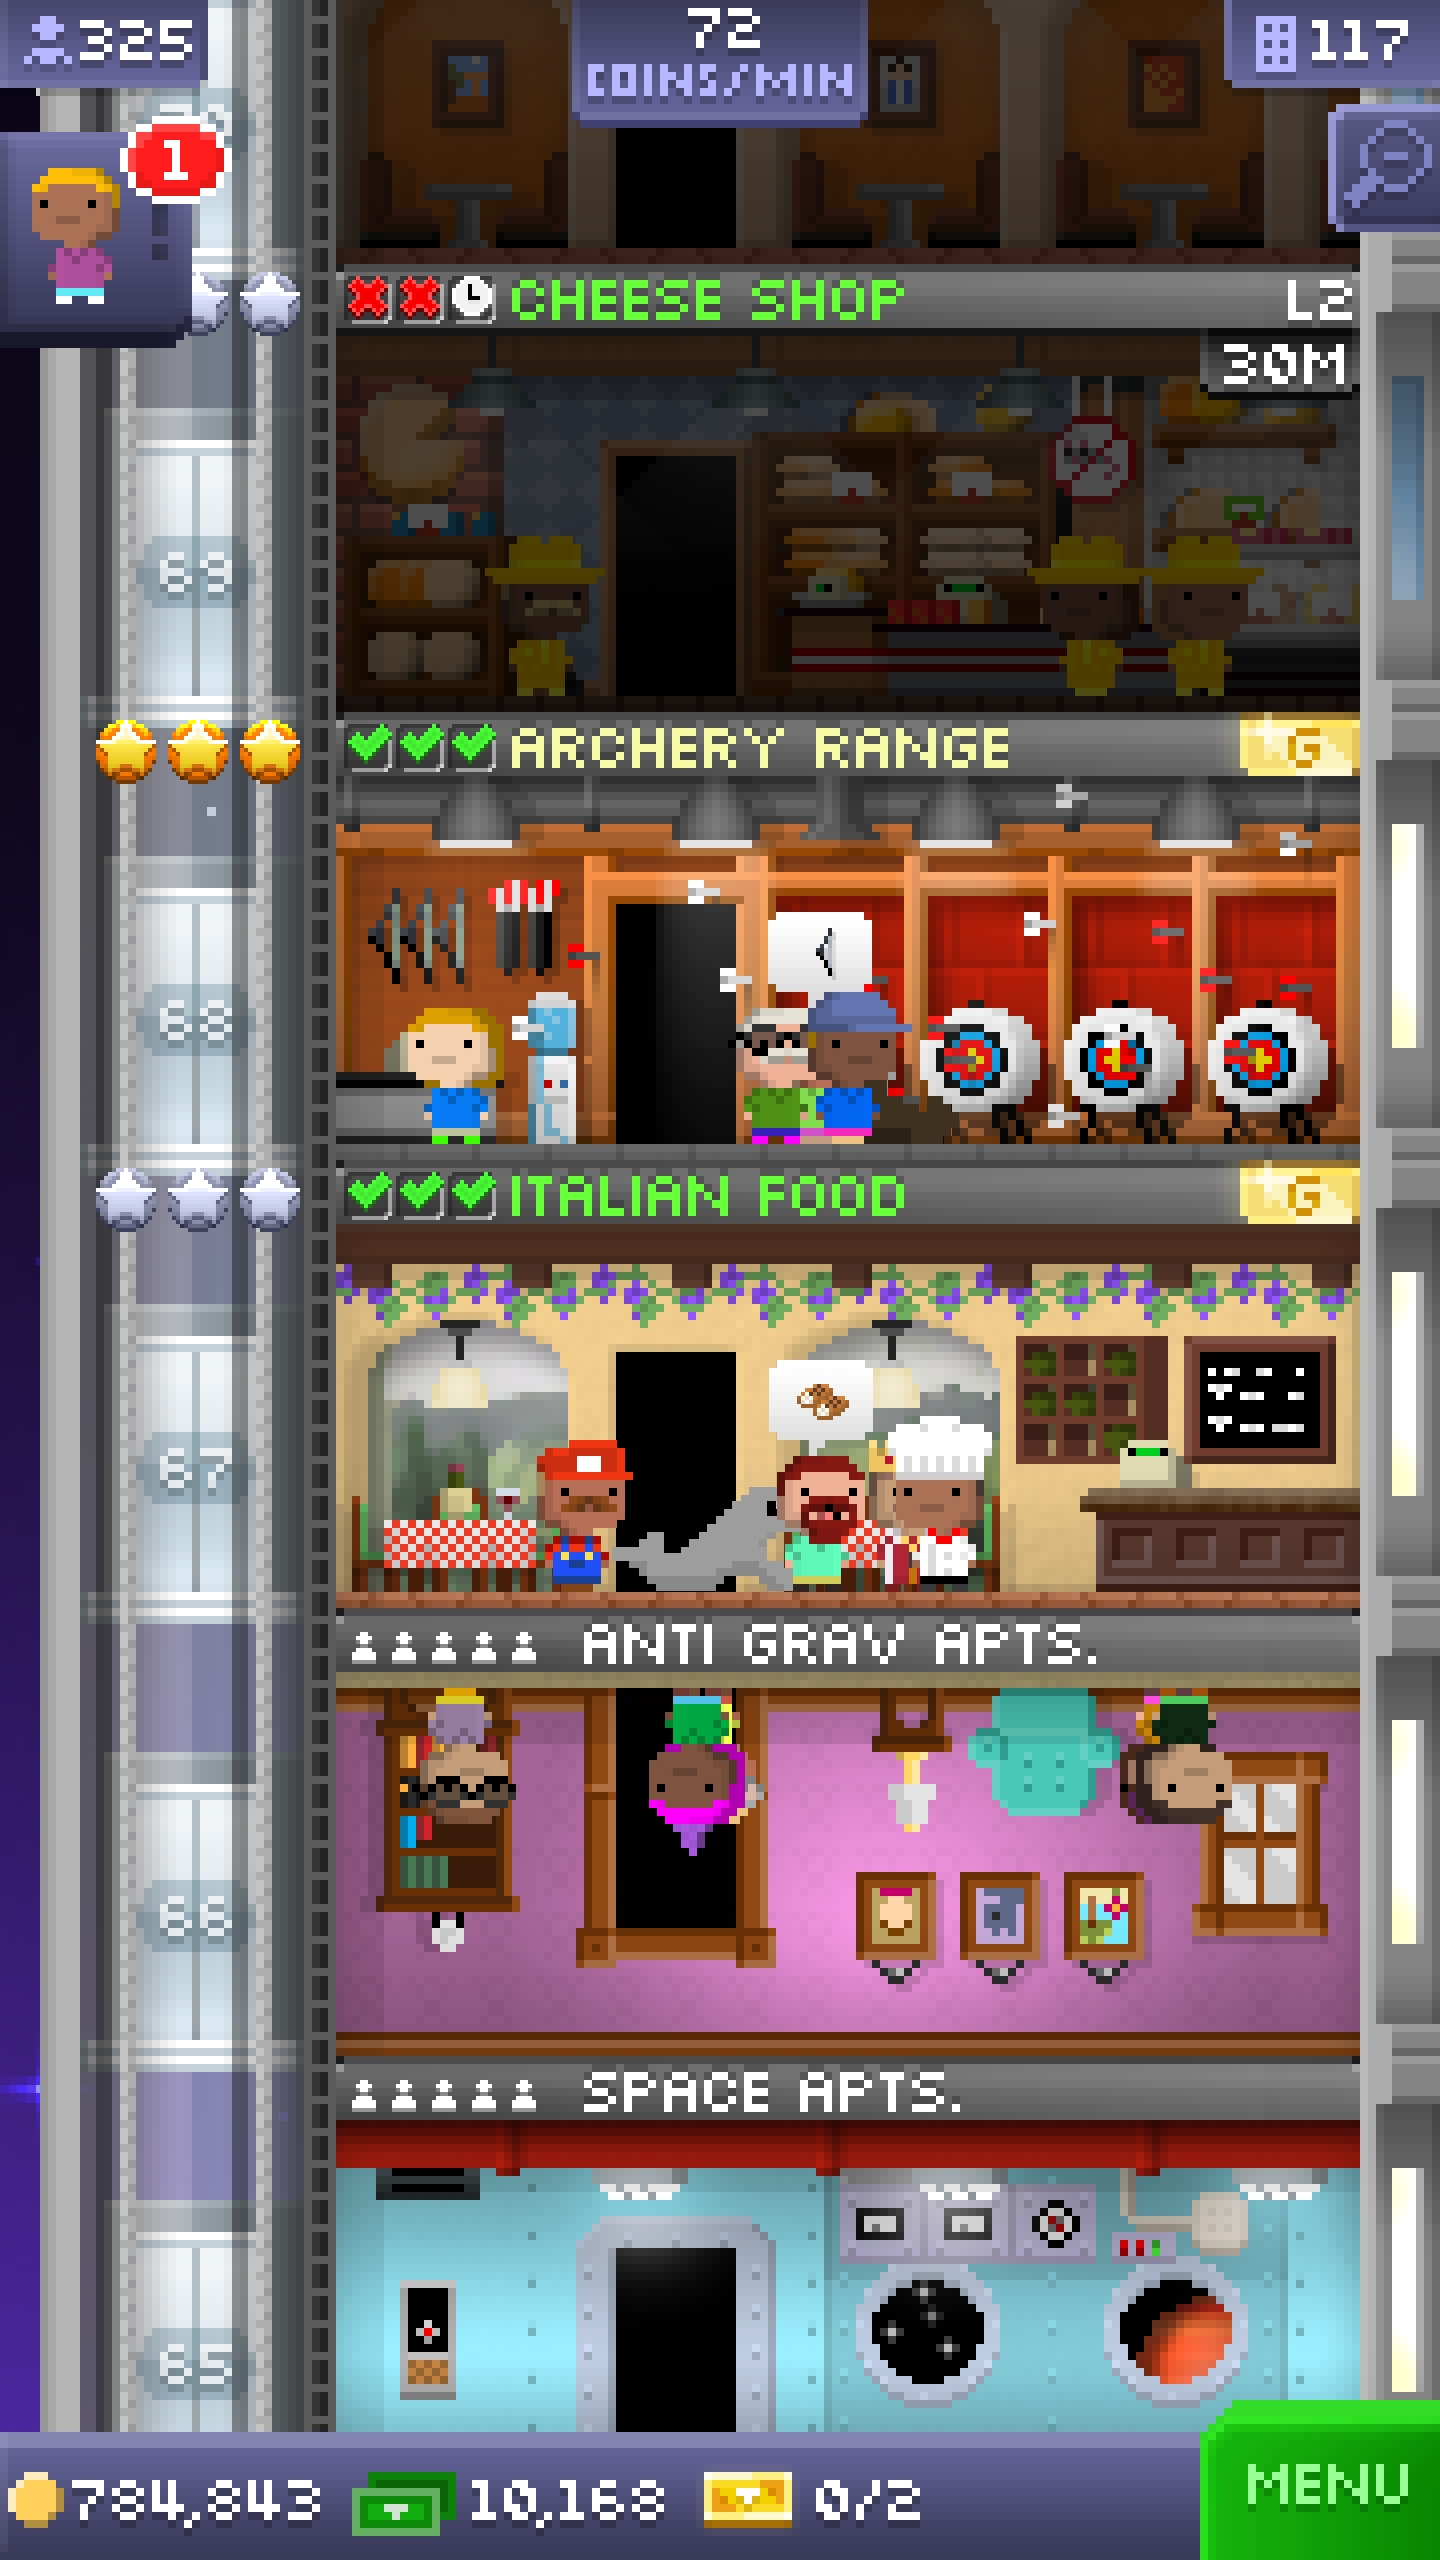 325
72
COINS/MIN
117
1
CHEESE SHOP
L2
30M
69
ARCHERY RANGE
G
68
ITALIAN FOOD
G
67
ANTI GRAV APTS.
66
SPACE APTS.
65
784,843
10,168
0/2
MENU